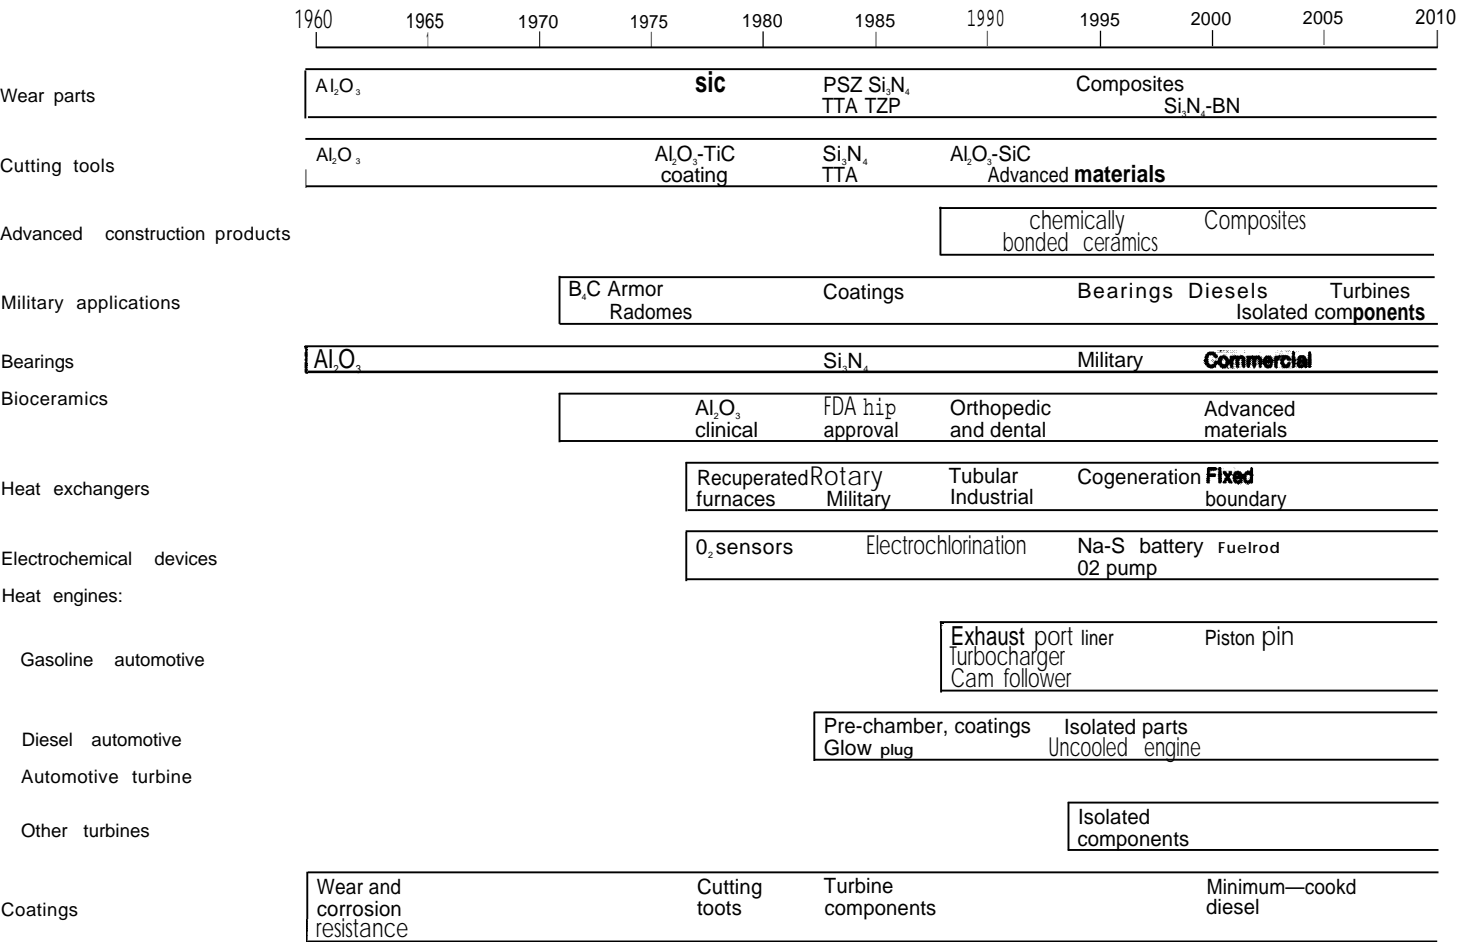 1960 1965 1970 1975 1980 1985 1990 1995 2000 2005 2010
Wear parts
Al₂O₃ sic PSZ Si₃N₄ Composites
TTA TZP Si₃N₄-BN
Cutting tools
Al₂O₃ Al₂O₃-TiC Si₃N₄ Al₂O₃-SiC
coating TTA Advanced materials
Advanced construction products
chemically Composites
bonded ceramics
Military applications
B₄C Armor Coatings Bearings Diesels Turbines
Radomes Isolated components
Bearings
Al₂O₃ Si₃N₄ Military Commercial
Bioceramics
Al₂O₃ FDA hip Orthopedic Advanced
clinical approval and dental materials
Heat exchangers
Recuperated Rotary Tubular Cogeneration Fixed
furnaces Military Industrial boundary
Electrochemical devices
0₂ sensors Electrochlorination Na-S battery Fuelrod
02 pump
Heat engines:
Gasoline automotive
Exhaust port liner Piston pin
Turbocharger
Cam follower
Diesel automotive
Pre-chamber, coatings Isolated parts
Glow plug Uncooled engine
Automotive turbine
Other turbines
Isolated
components
Coatings
Wear and Cutting Turbine Minimum—cookd
corrosion toots components diesel
resistance